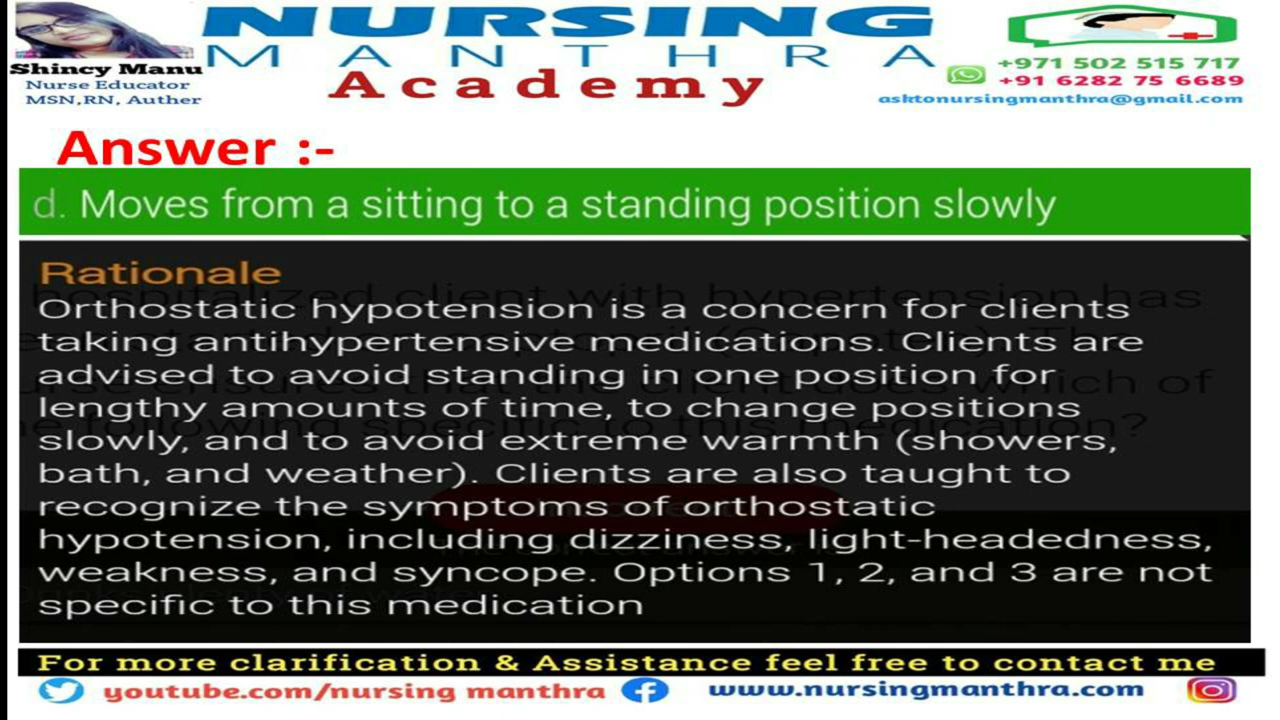 NURSING
MANTHRA
Academy
Shincy Manu
Nurse Educator
MSN,RN, Auther
+971 502 515 717
+91 6282 75 6689
asktonursingmanthra@gmail.com
Answer :-
d. Moves from a sitting to a standing position slowly
Rationale
Orthostatic hypotension is a concern for clients
taking antihypertensive medications. Clients are
advised to avoid standing in one position for
lengthy amounts of time, to change positions
slowly, and to avoid extreme warmth (showers,
bath, and weather). Clients are also taught to
recognize the symptoms of orthostatic
hypotension, including dizziness, light-headedness,
weakness, and syncope. Options 1, 2, and 3 are not
specific to this medication
For more clarification & Assistance feel free to contact me
youtube.com/nursing manthra
www.nursingmanthra.com